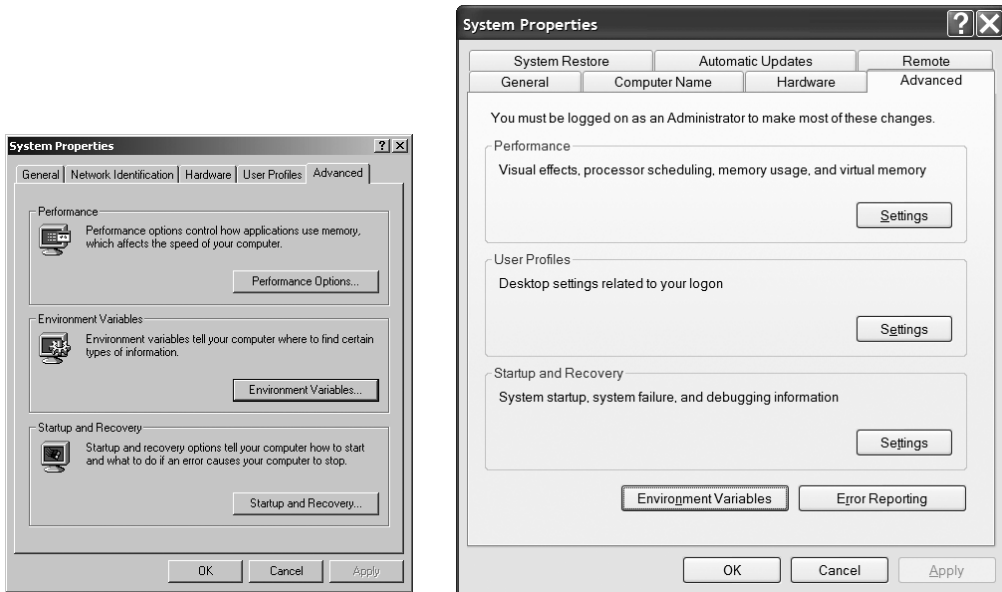 System Properties
General Network Identification Hardware User Profiles Advanced
Performance
Performance options control how applications use memory,
which affects the speed of your computer.
Performance Options...
Environment Variables
Environment variables tell your computer where to find certain
types of information.
Environment Variables...
Startup and Recovery
Startup and recovery options tell your computer how to start
and what to do if an error causes your computer to stop.
Startup and Recovery...
OK Cancel Apply
System Properties
System Restore Automatic Updates Remote
General Computer Name Hardware Advanced
You must be logged on as an Administrator to make most of these changes.
Performance
Visual effects, processor scheduling, memory usage, and virtual memory
Settings
User Profiles
Desktop settings related to your logon
Settings
Startup and Recovery
System startup, system failure, and debugging information
Settings
Environment Variables Error Reporting
OK Cancel Apply